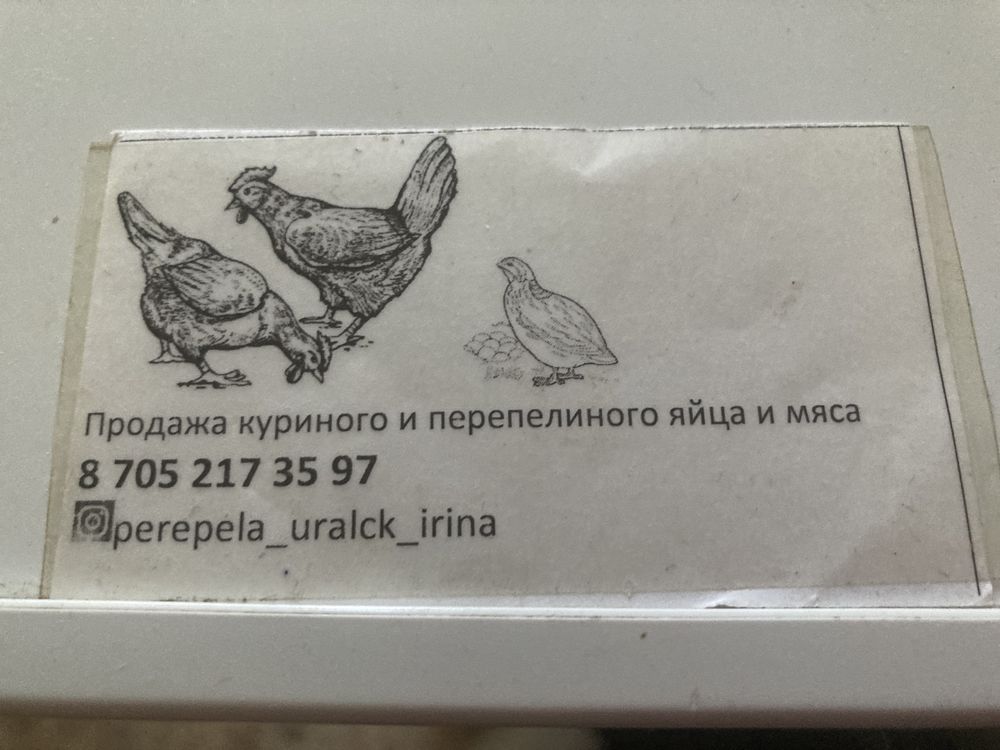 Продажа куриного и перепелиного яйца и мяса
8 705 217 35 97
perepela_uralck_irina